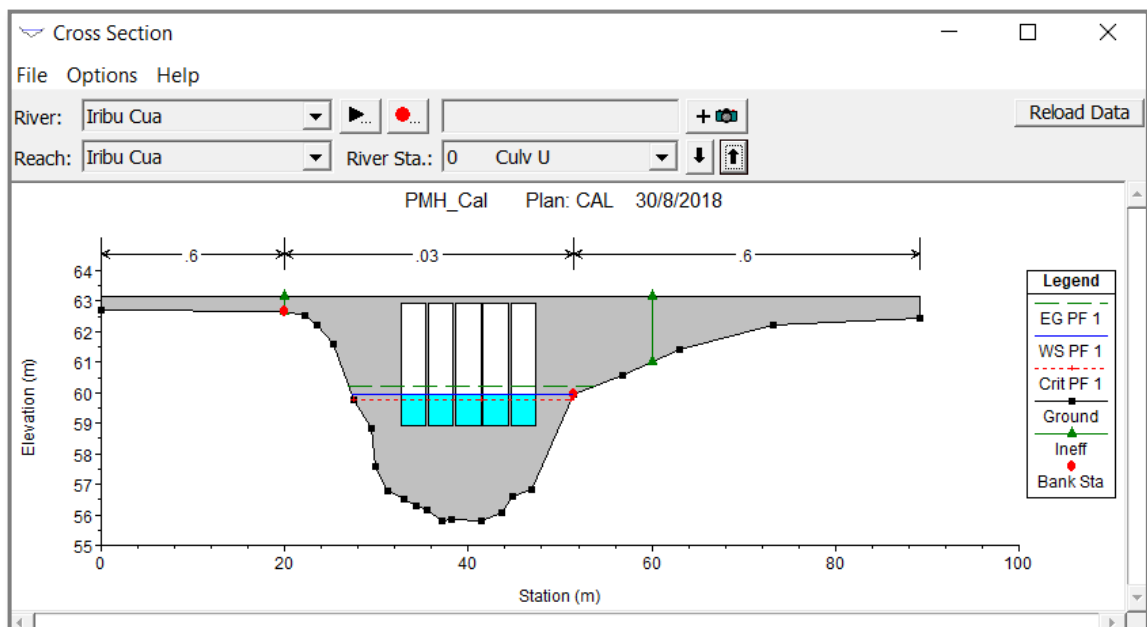 Cross Section
File Options Help
River: Iribu Cua
Reload Data
Reach: Iribu Cua River Sta.: 0 Culv U
PMH_Cal Plan: CAL 30/8/2018
.6 .03 .6
64
63
62
61
60
59
58
57
56
55
Elevation (m)
0 20 40 60 80 100
Station (m)
Legend
EG PF 1
WS PF 1
Crit PF 1
Ground
Ineff
Bank Sta